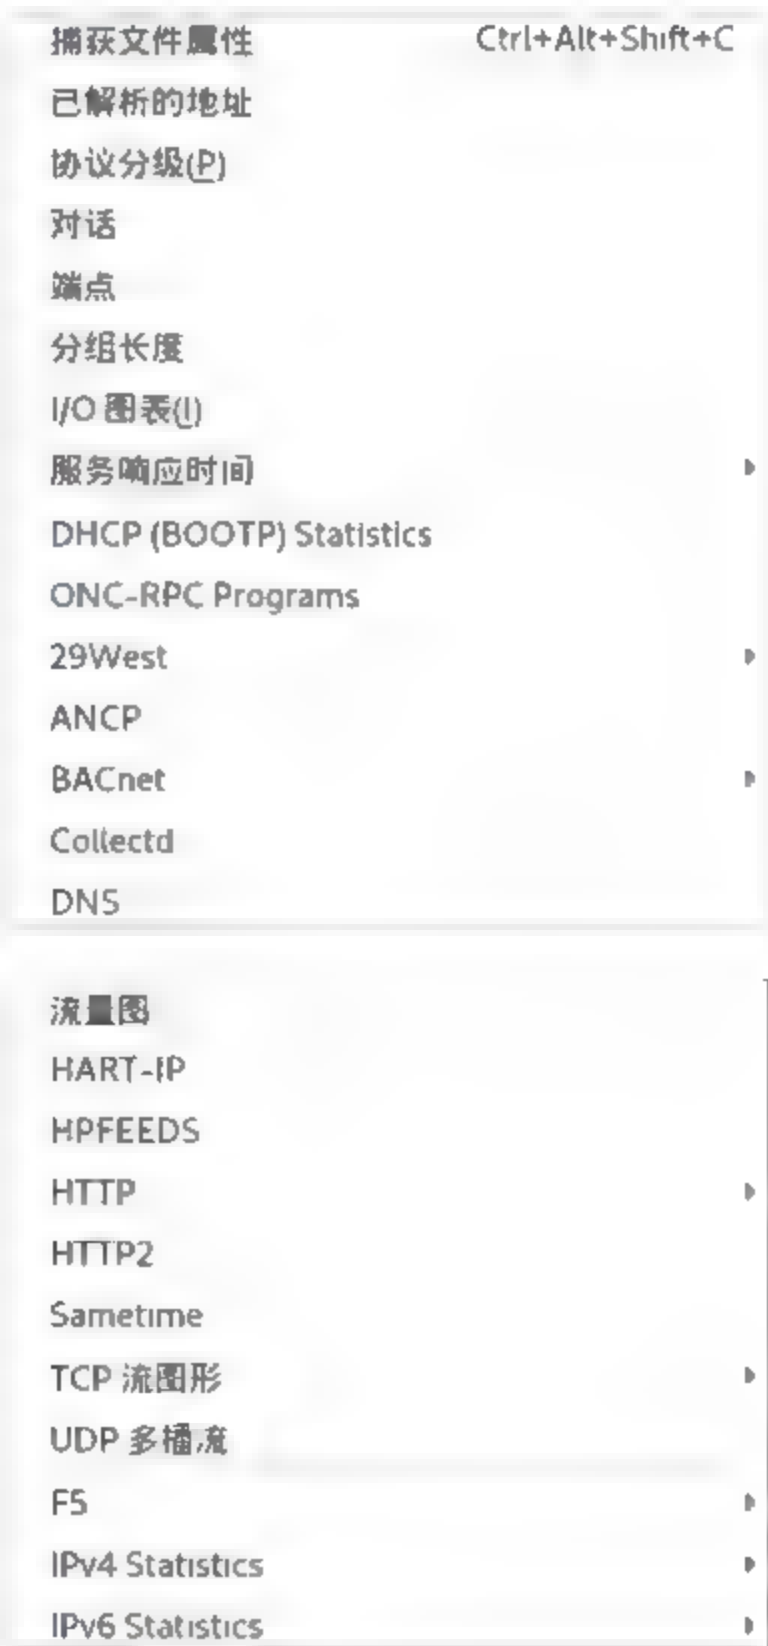 捕获文件属性 Ctrl+Alt+Shift+C
已解析的地址
协议分级(P)
对话
端点
分组长度
I/O 图表(I)
服务响应时间
DHCP (BOOTP) Statistics
ONC-RPC Programs
29West
ANCP
BACnet
Collectd
DNS
流量图
HART-IP
HPFEEDS
HTTP
HTTP2
Sametime
TCP 流图形
UDP 多播流
F5
IPv4 Statistics
IPv6 Statistics